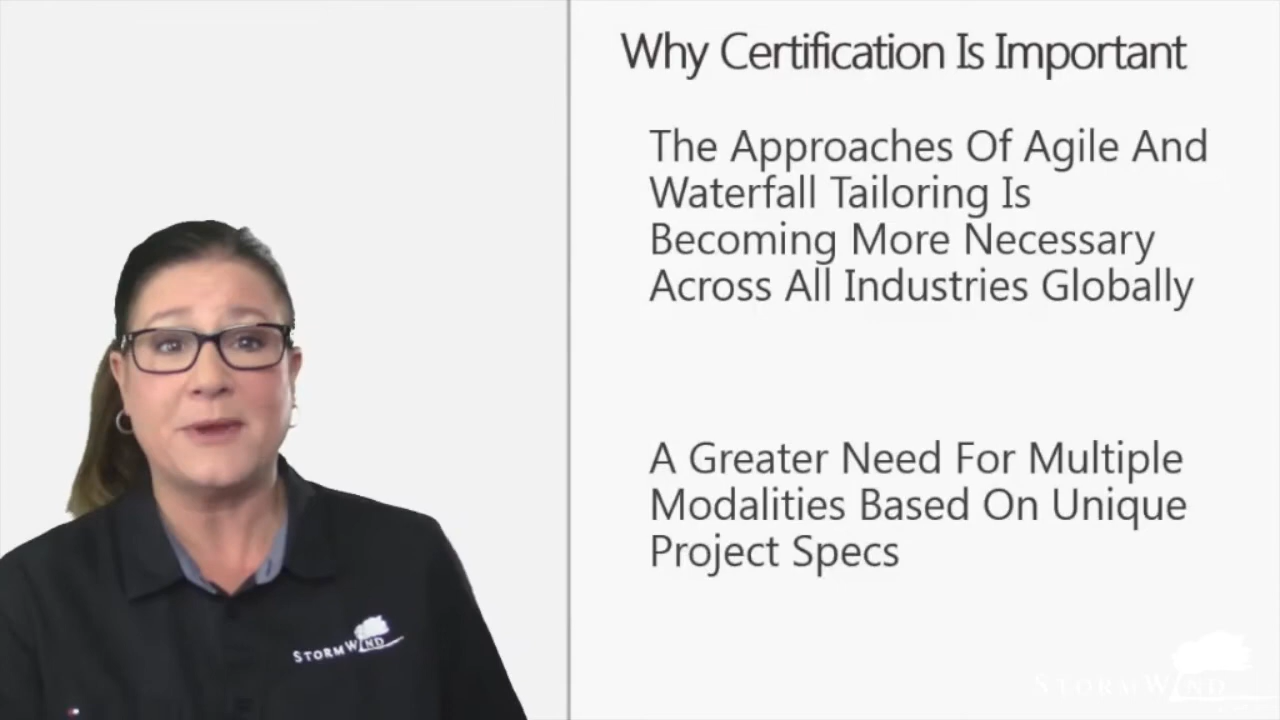 Why Certification Is Important
The Approaches Of Agile And
Waterfall Tailoring Is
Becoming More Necessary
Across All Industries Globally
A Greater Need For Multiple
Modalities Based On Unique
Project Specs
STORMWIND
STORMWIND